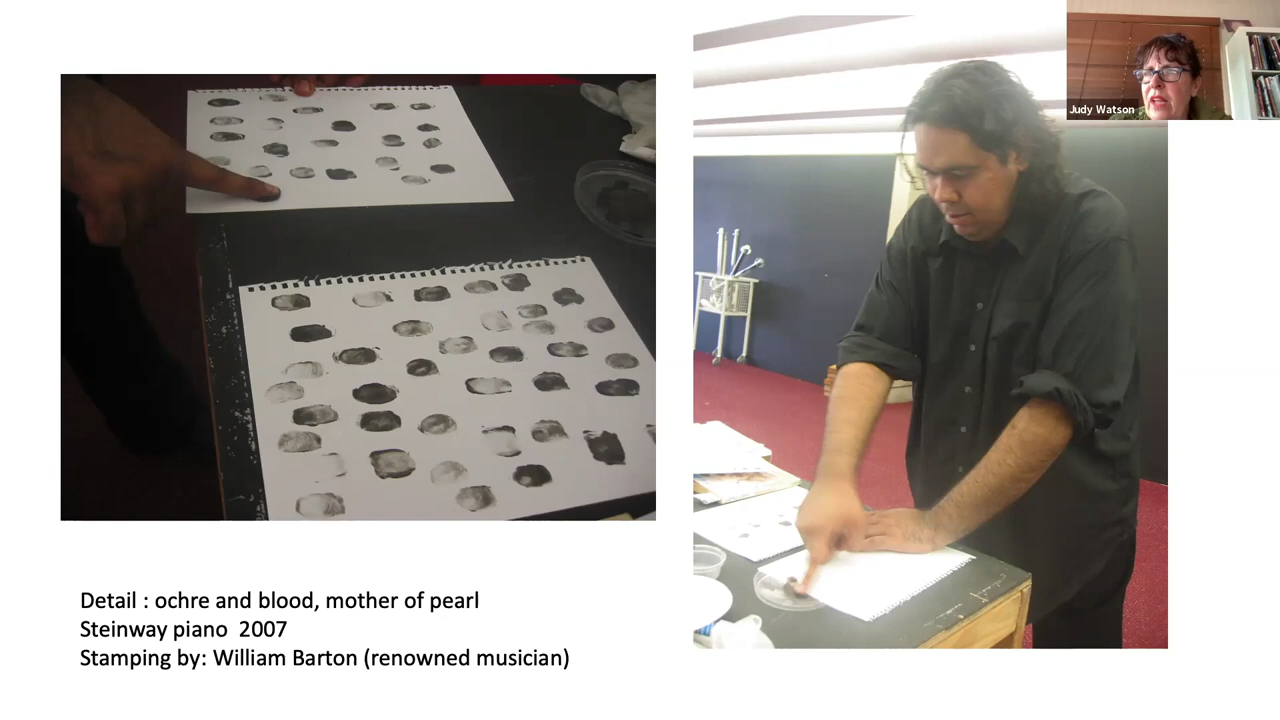 Judy Watson
Detail : ochre and blood, mother of pearl
Steinway piano  2007
Stamping by: William Barton (renowned musician)